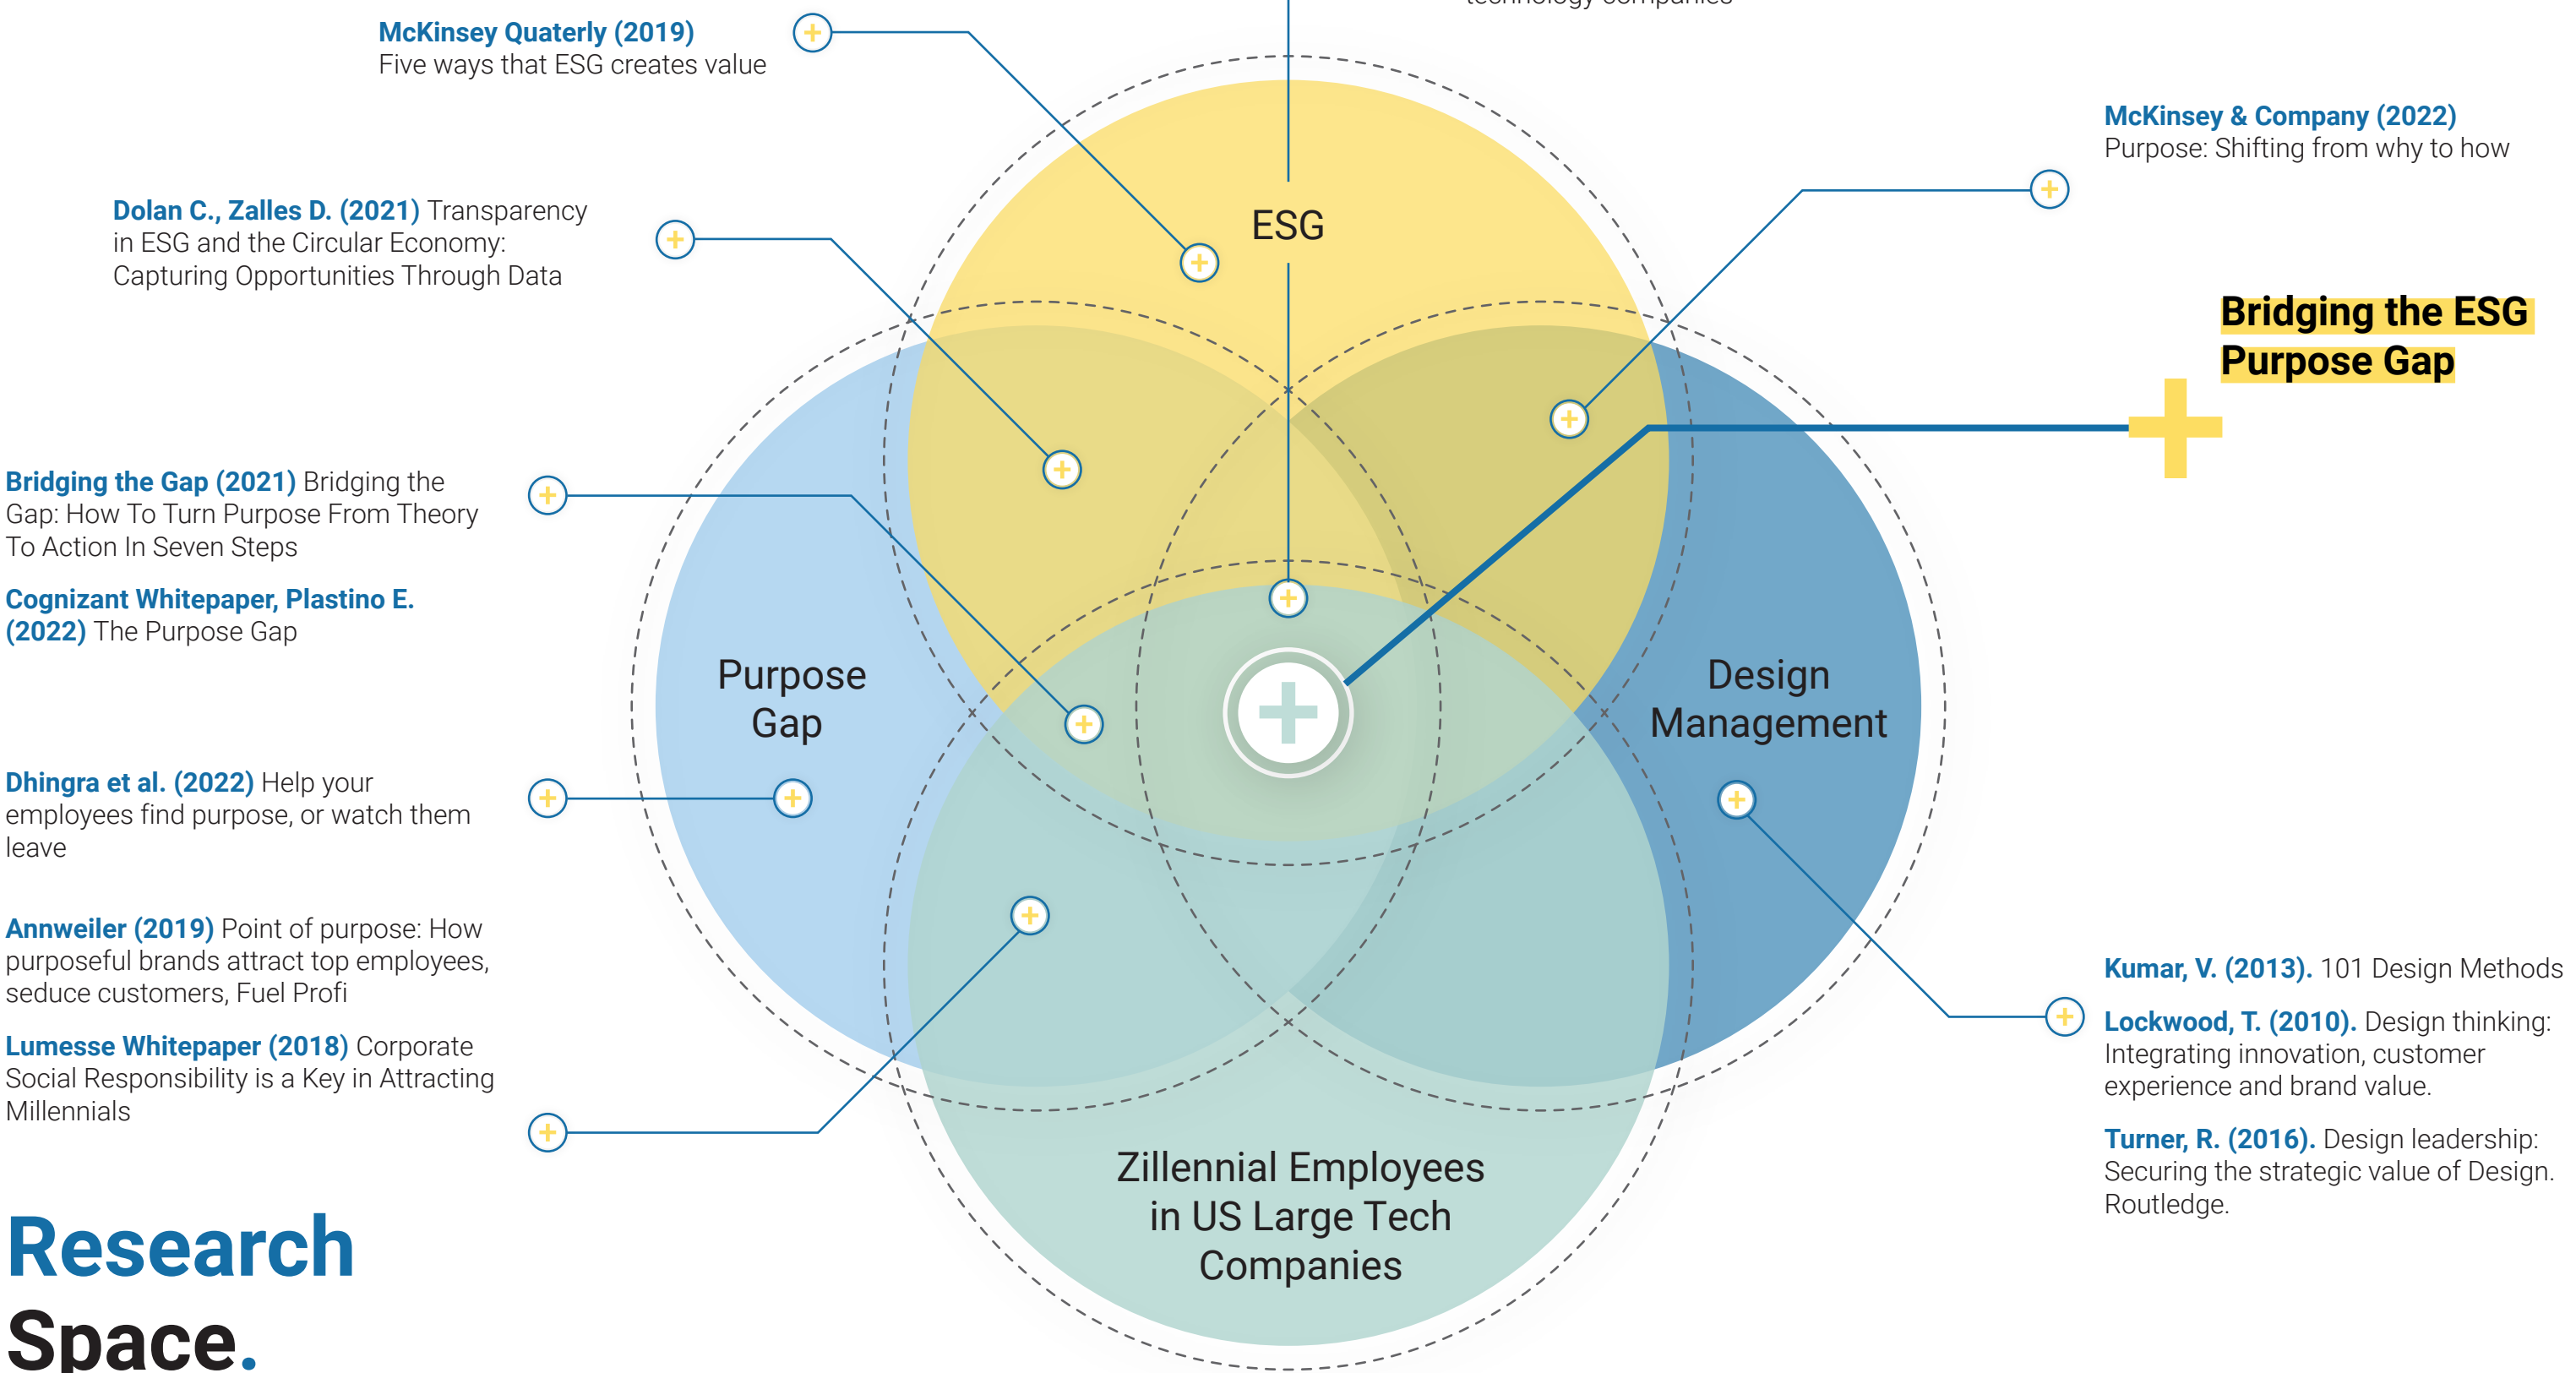 technology companies
McKinsey Quaterly (2019)
Five ways that ESG creates value
McKinsey & Company (2022)
Purpose: Shifting from why to how
Dolan C., Zalles D. (2021) Transparency
in ESG and the Circular Economy:
Capturing Opportunities Through Data
ESG
Bridging the ESG
Purpose Gap
Bridging the Gap (2021) Bridging the
Gap: How To Turn Purpose From Theory
To Action In Seven Steps
Cognizant Whitepaper, Plastino E.
(2022) The Purpose Gap
Purpose
Gap
Design
Management
Dhingra et al. (2022) Help your
employees find purpose, or watch them
leave
Annweiler (2019) Point of purpose: How
purposeful brands attract top employees,
seduce customers, Fuel Profi
Lumesse Whitepaper (2018) Corporate
Social Responsibility is a Key in Attracting
Millennials
Kumar, V. (2013). 101 Design Methods
Lockwood, T. (2010). Design thinking:
Integrating innovation, customer
experience and brand value.
Turner, R. (2016). Design leadership:
Securing the strategic value of Design.
Routledge.
Zillennial Employees
in US Large Tech
Companies
Research
Space.